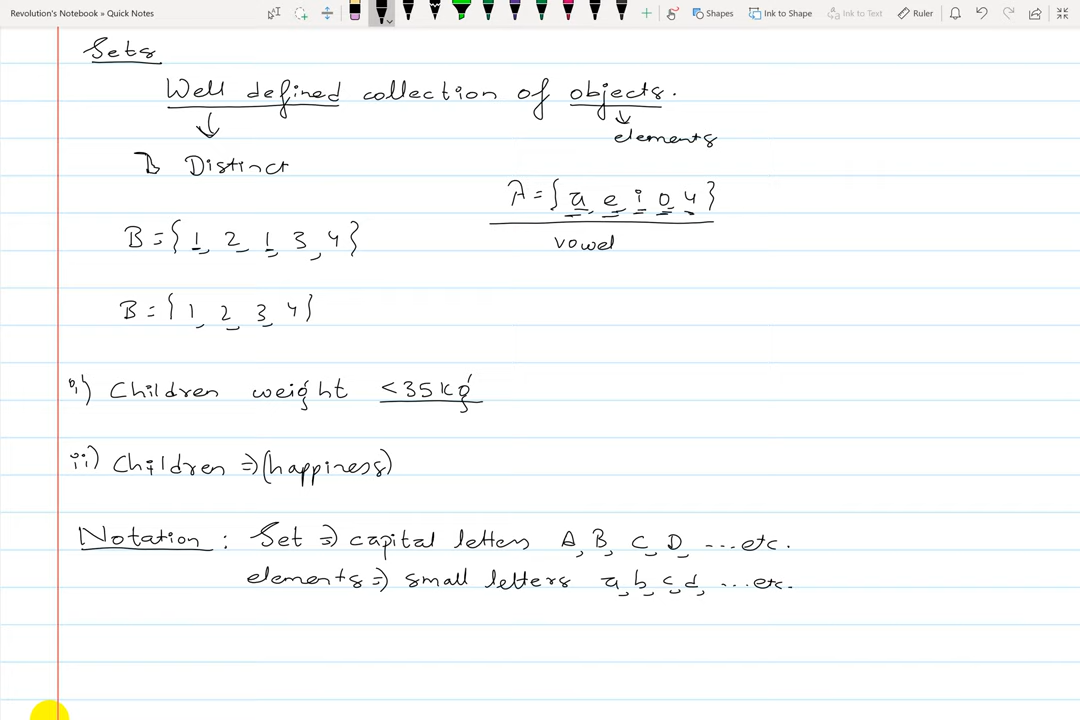 Revolution's Notebook » Quick Notes
Shapes
Ink to Shape
Ink to Text
Ruler
Sets
Well defined collection of objects.
elements
Distinct
A = { a, e, i, o, u }
vowel
B = { 1, 2, 1, 3, 4 }
B = { 1, 2, 3, 4 }
i) Children weight < 35 kg
ii) Children ⇒ (happiness)
Notation : Set ⇒ capital letters A, B, C, D, ... etc.
elements ⇒ small letters a, b, c, d, ... etc.